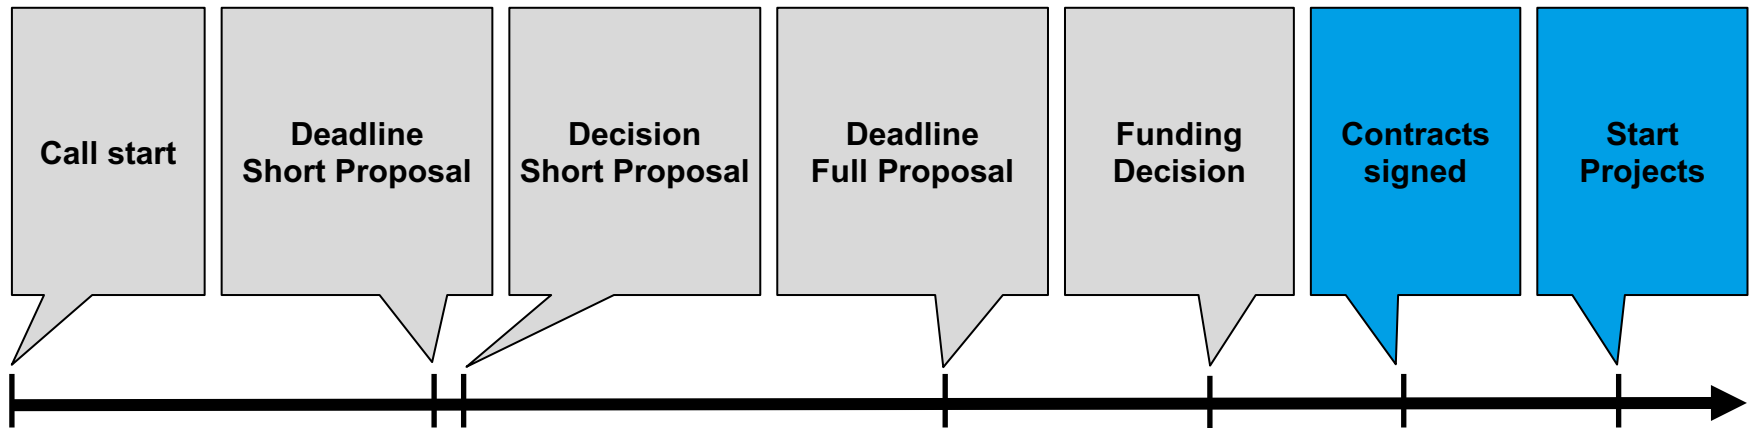 Call start
Deadline
Short Proposal
Decision
Short Proposal
Deadline
Full Proposal
Funding
Decision
Contracts
signed
Start
Projects